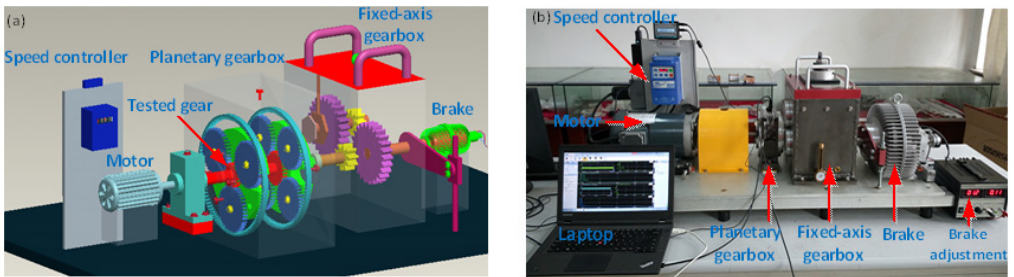 (a)
Fixed-axis
gearbox
Speed controller
Planetary gearbox
T
Tested gear
Brake
Motor
(b)
Speed controller
Motor
Laptop
Planetary
gearbox
Fixed-axis
gearbox
Brake
Brake
adjustment